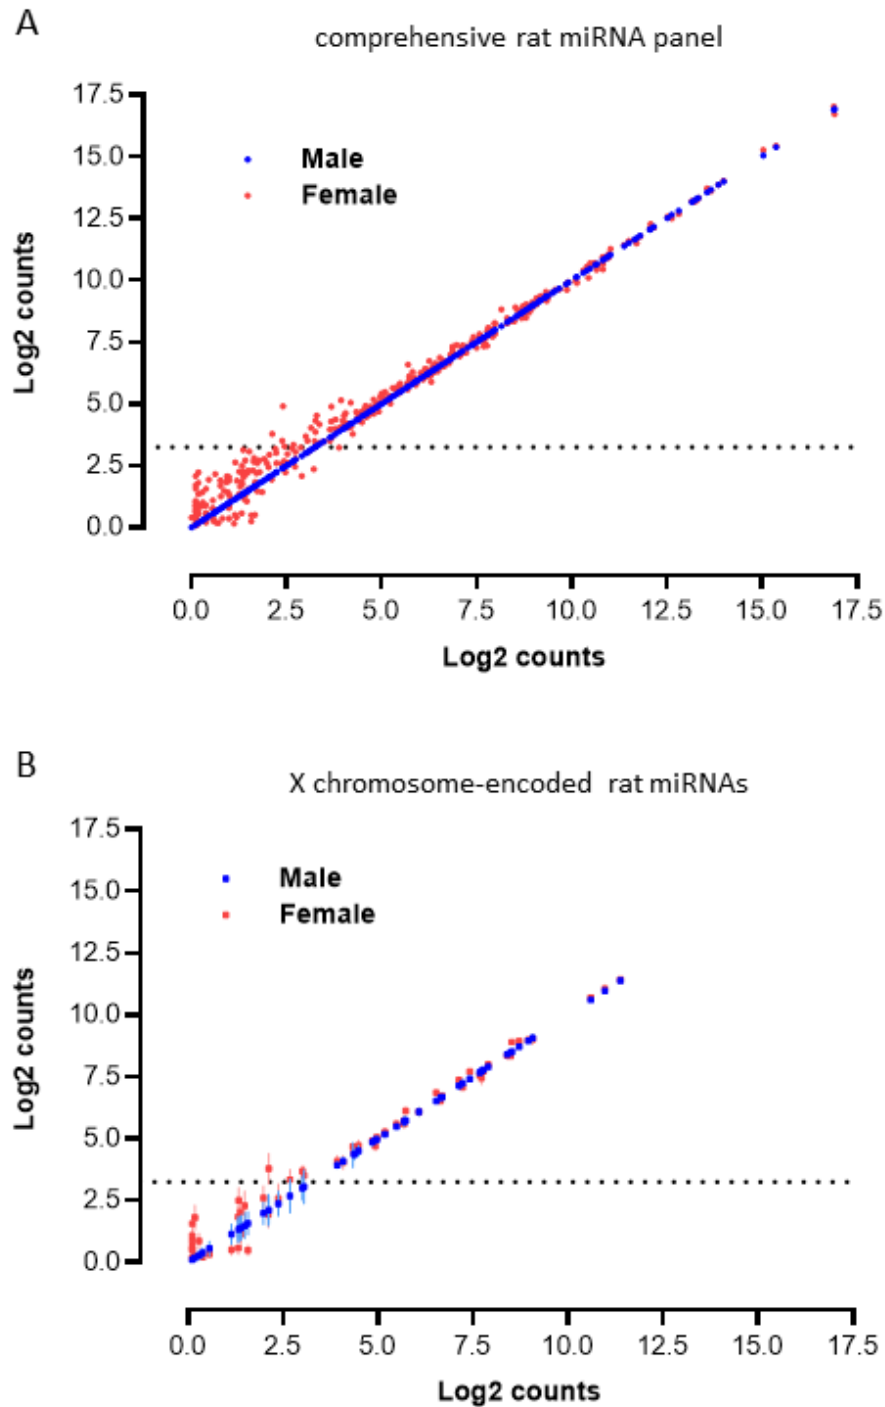 A
comprehensive rat miRNA panel
17.5
15.0
12.5
10.0
7.5
5.0
2.5
0.0
Log2 counts
Male
Female
0.0 2.5 5.0 7.5 10.0 12.5 15.0 17.5
Log2 counts
B
X chromosome-encoded rat miRNAs
17.5
15.0
12.5
10.0
7.5
5.0
2.5
0.0
Log2 counts
Male
Female
0.0 2.5 5.0 7.5 10.0 12.5 15.0 17.5
Log2 counts